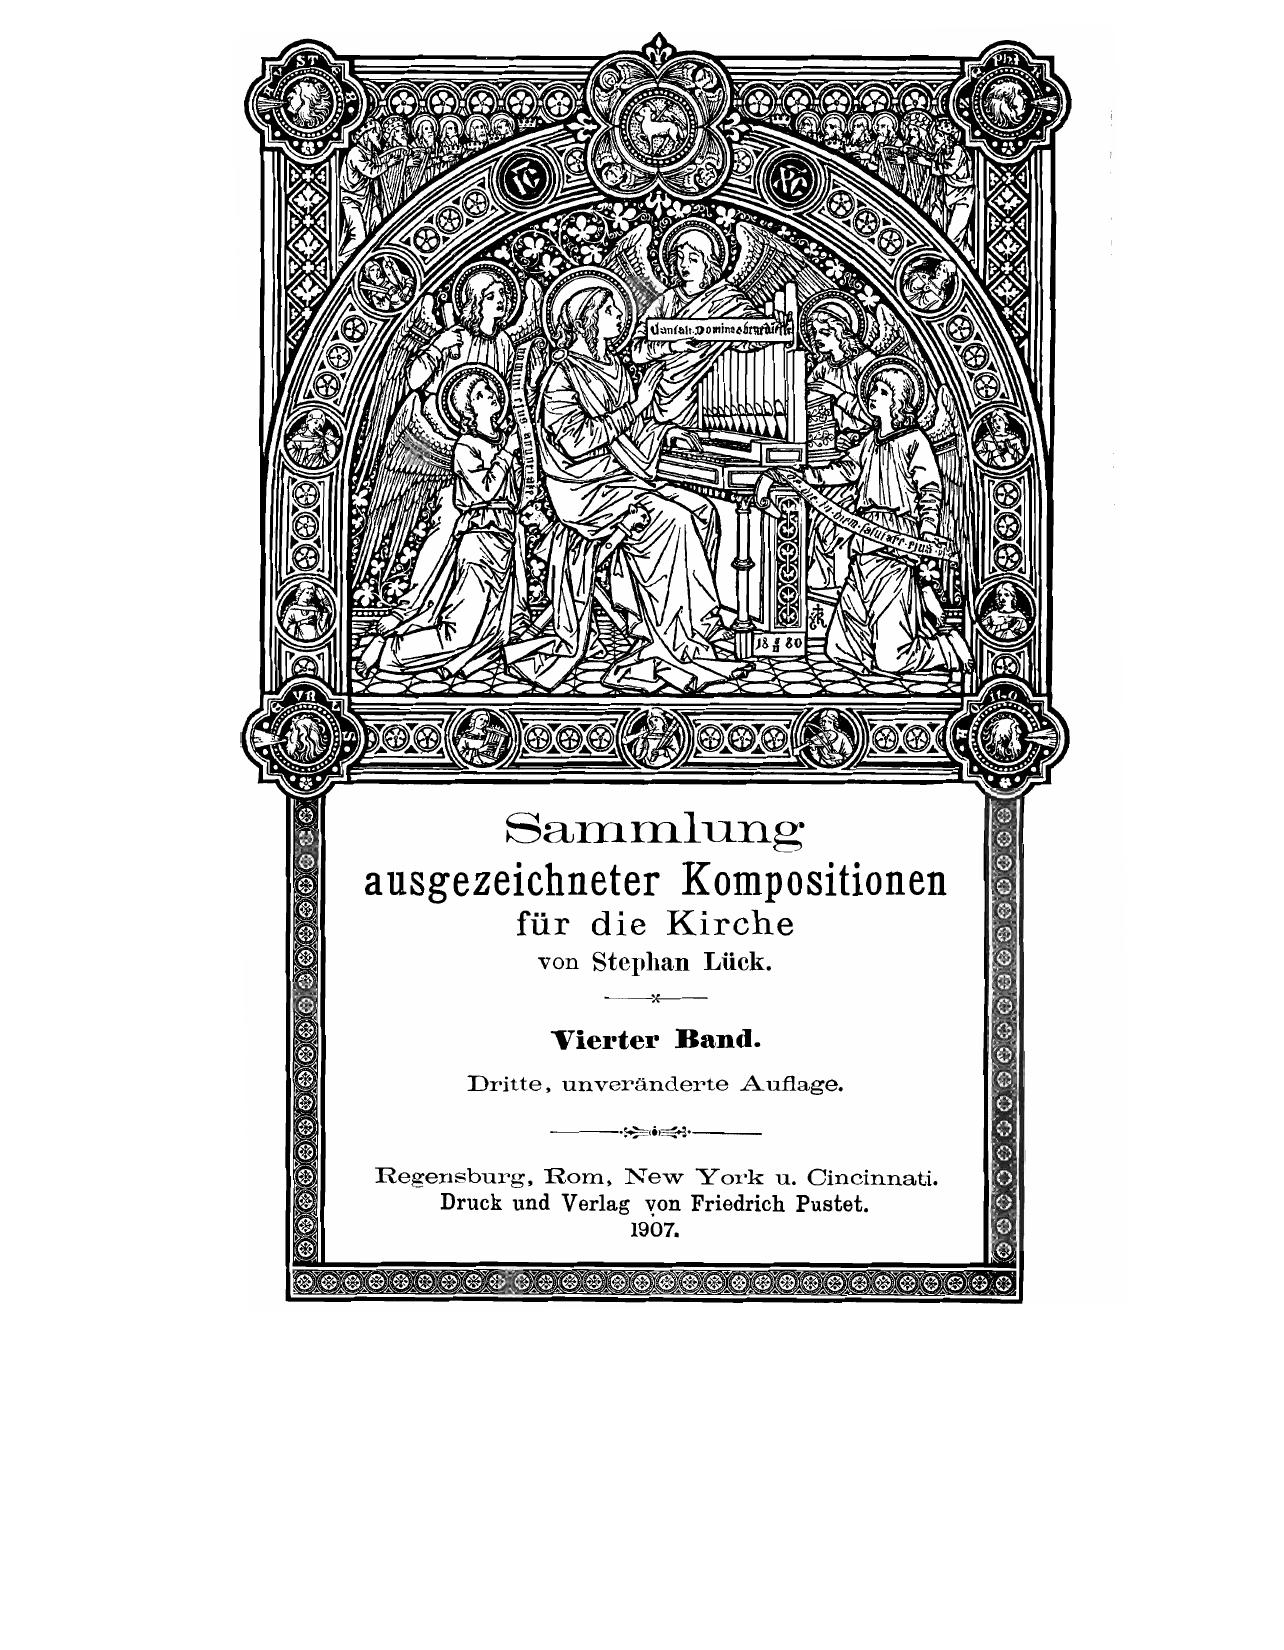 Sammlung
ausgezeichneter Kompositionen
für die Kirche
von Stephan Lück.
Vierter Band.
Dritte, unveränderte Auflage.
Regensburg, Rom, New York u. Cincinnati.
Druck und Verlag von Friedrich Pustet.
1907.